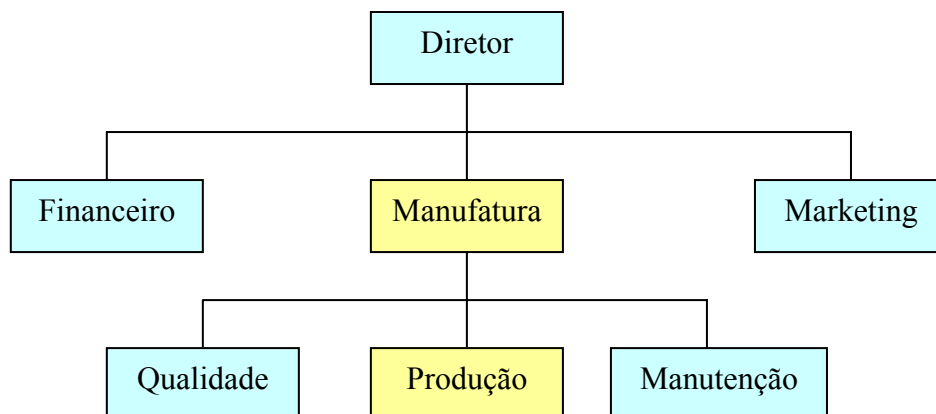 Diretor
Financeiro
Manufatura
Marketing
Qualidade
Produção
Manutenção